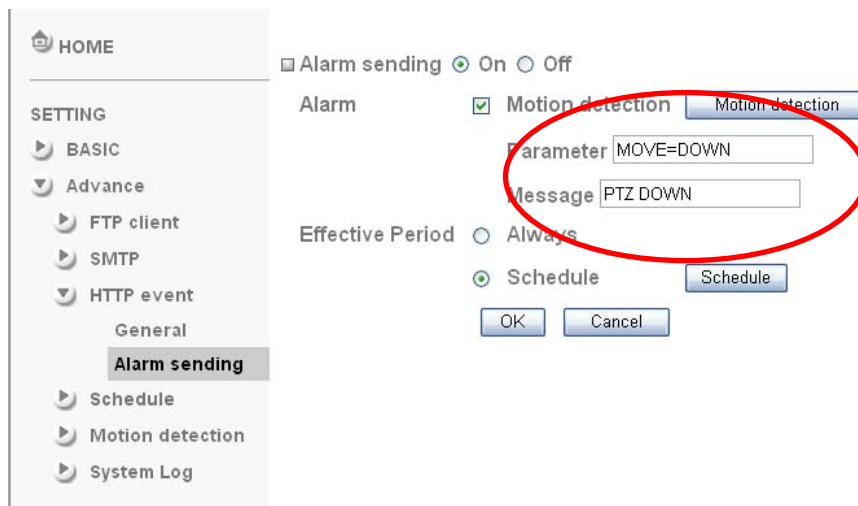 HOME
SETTING
BASIC
Advance
FTP client
SMTP
HTTP event
General
Alarm sending
Schedule
Motion detection
System Log
Alarm sending On Off
Alarm Motion detection Motion detection
Parameter MOVE=DOWN
Message PTZ DOWN
Effective Period Always
Schedule Schedule
OK Cancel